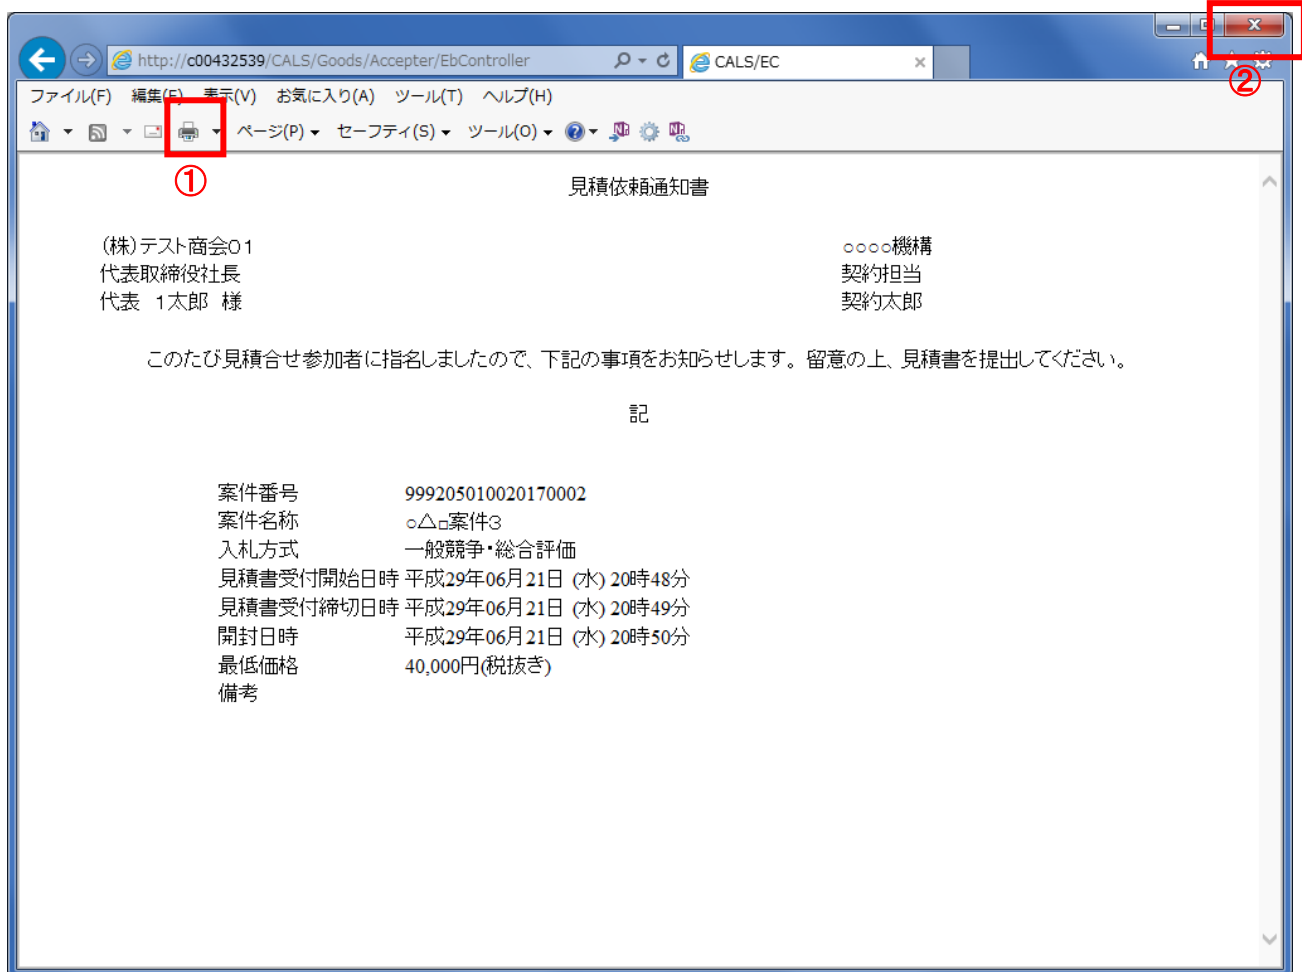 http://c00432539/CALS/Goods/Accepter/EbController
CALS/EC
②
ファイル(F) 編集(E) 表示(V) お気に入り(A) ツール(T) ヘルプ(H)
ページ(P) セーフティ(S) ツール(O)
①
見積依頼通知書
(株)テスト商会01 ○○○○機構
代表取締役社長 契約担当
代表 1太郎 様 契約太郎
このたび見積合せ参加者に指名しましたので、下記の事項をお知らせします。留意の上、見積書を提出してください。
記
案件番号 999205010020170002
案件名称 ○△□案件3
入札方式 一般競争・総合評価
見積書受付開始日時 平成29年06月21日 (水) 20時48分
見積書受付締切日時 平成29年06月21日 (水) 20時49分
開封日時 平成29年06月21日 (水) 20時50分
最低価格 40,000円(税抜き)
備考